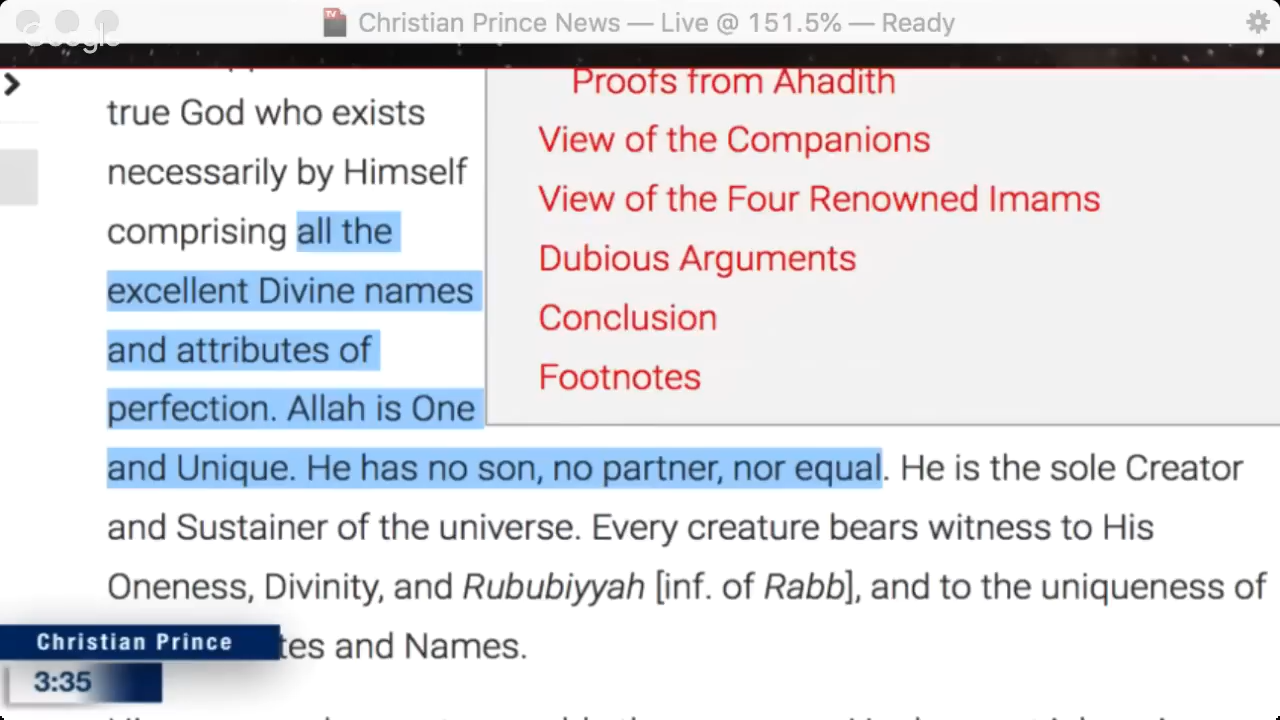 Christian Prince News — Live @ 151.5% — Ready
Google
Proofs from Ahadith
View of the Companions
View of the Four Renowned Imams
Dubious Arguments
Conclusion
Footnotes
true God who exists
necessarily by Himself
comprising all the
excellent Divine names
and attributes of
perfection. Allah is One
and Unique. He has no son, no partner, nor equal. He is the sole Creator
and Sustainer of the universe. Every creature bears witness to His
Oneness, Divinity, and Rububiyyah [inf. of Rabb], and to the uniqueness of
tes and Names.
Christian Prince
3:35